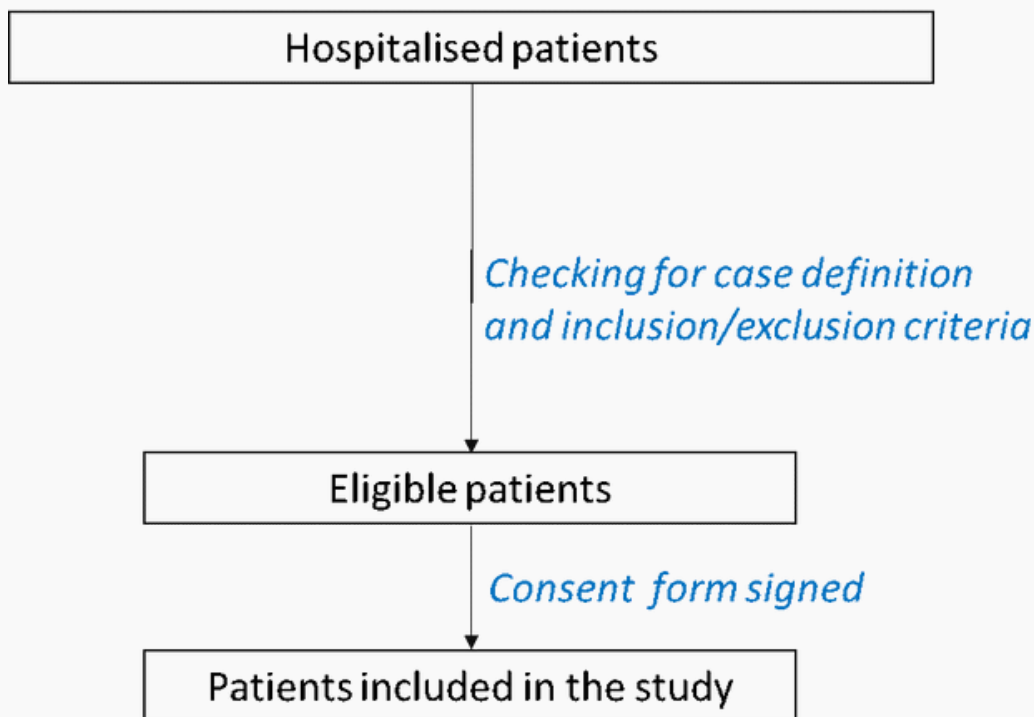 Hospitalised patients
Checking for case definition
and inclusion/exclusion criteria
Eligible patients
Consent form signed
Patients included in the study